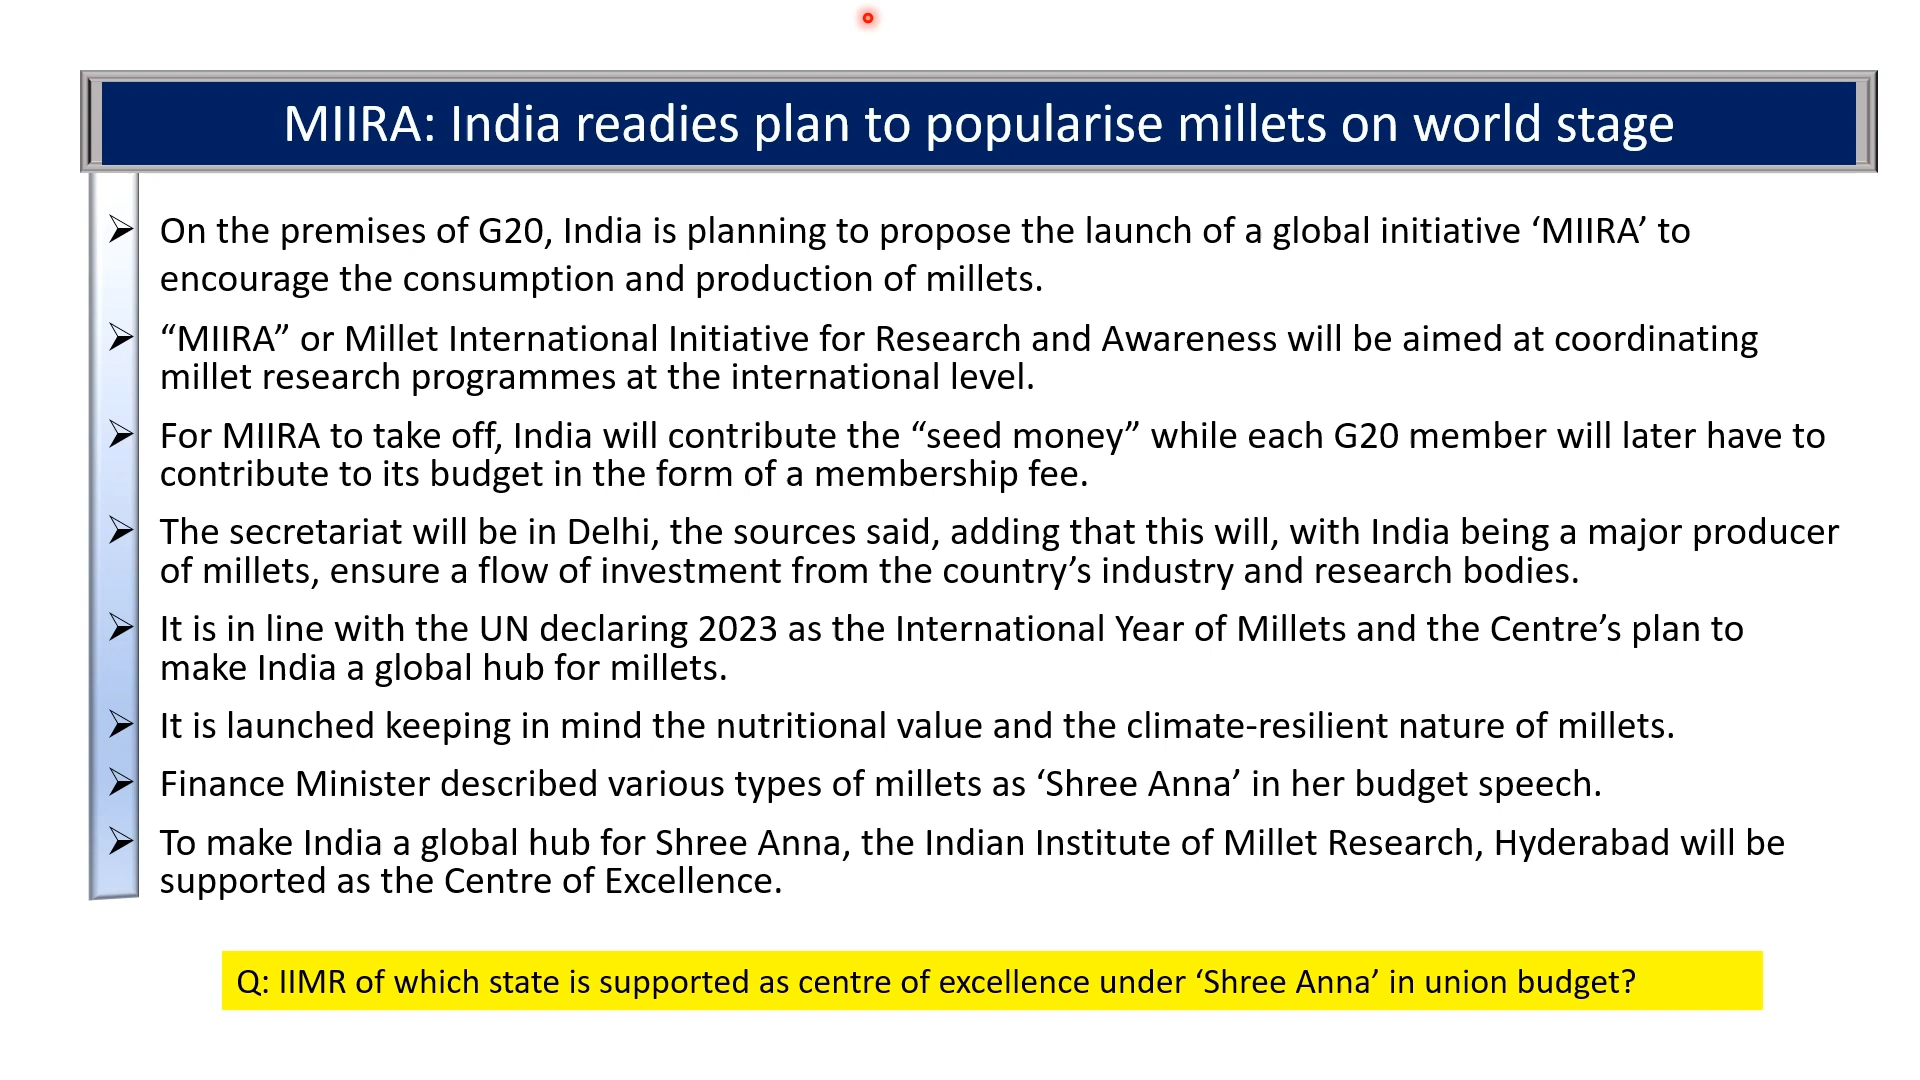 MIIRA: India readies plan to popularise millets on world stage
➢ On the premises of G20, India is planning to propose the launch of a global initiative ‘MIIRA’ to
encourage the consumption and production of millets.
➢ “MIIRA” or Millet International Initiative for Research and Awareness will be aimed at coordinating
millet research programmes at the international level.
➢ For MIIRA to take off, India will contribute the “seed money” while each G20 member will later have to
contribute to its budget in the form of a membership fee.
➢ The secretariat will be in Delhi, the sources said, adding that this will, with India being a major producer
of millets, ensure a flow of investment from the country’s industry and research bodies.
➢ It is in line with the UN declaring 2023 as the International Year of Millets and the Centre’s plan to
make India a global hub for millets.
➢ It is launched keeping in mind the nutritional value and the climate-resilient nature of millets.
➢ Finance Minister described various types of millets as ‘Shree Anna’ in her budget speech.
➢ To make India a global hub for Shree Anna, the Indian Institute of Millet Research, Hyderabad will be
supported as the Centre of Excellence.
Q: IIMR of which state is supported as centre of excellence under ‘Shree Anna’ in union budget?